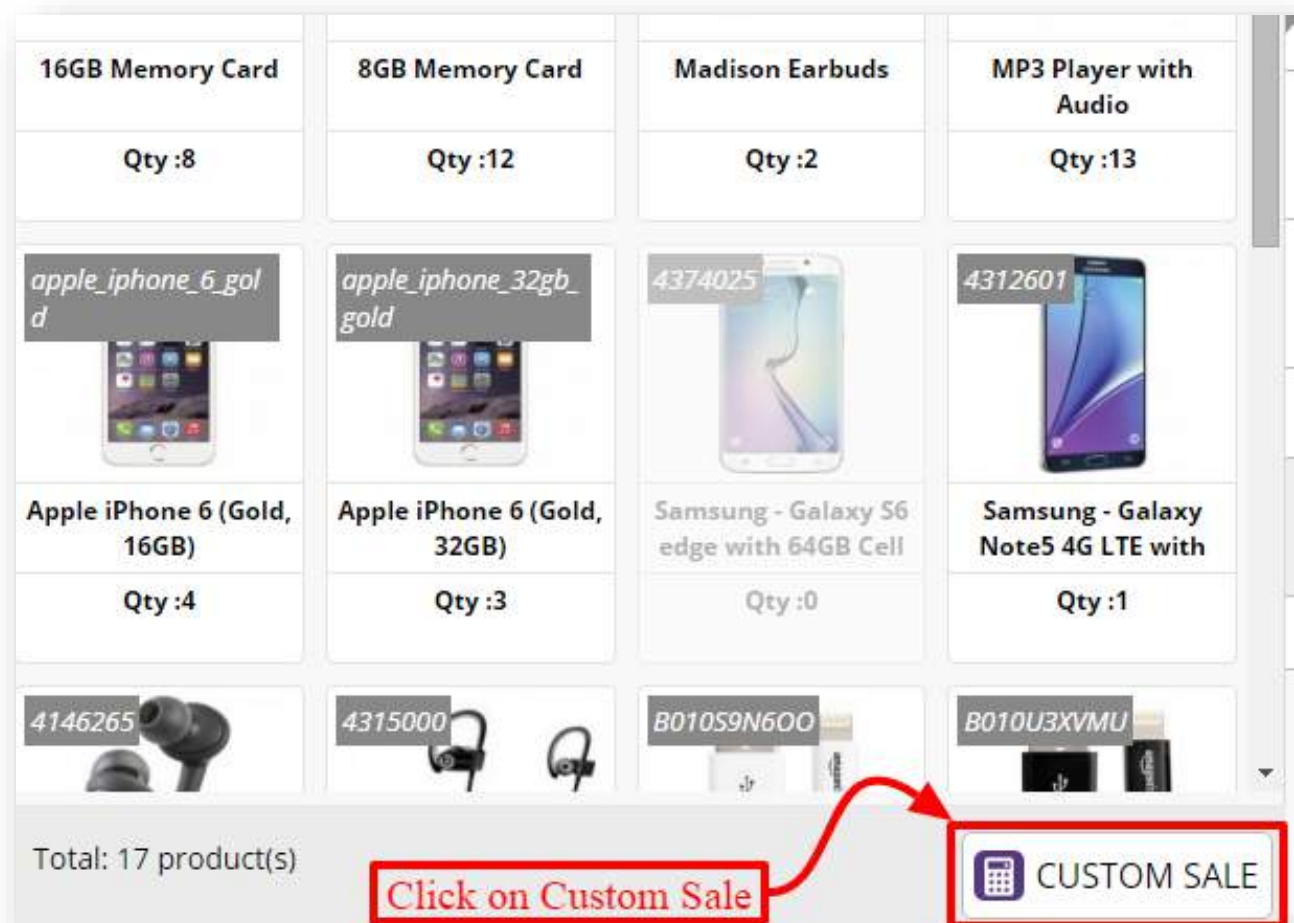 16GB Memory Card
8GB Memory Card
Madison Earbuds
MP3 Player with
Audio
Qty :8
Qty :12
Qty :2
Qty :13
apple_iphone_6_gol
d
apple_iphone_32gb_
gold
4374025
4312601
Apple iPhone 6 (Gold,
16GB)
Apple iPhone 6 (Gold,
32GB)
Samsung - Galaxy S6
edge with 64GB Cell
Samsung - Galaxy
Note5 4G LTE with
Qty :4
Qty :3
Qty :0
Qty :1
4146265
4315000
B010S9N6OO
B010U3XVMU
Total: 17 product(s)
Click on Custom Sale
CUSTOM SALE